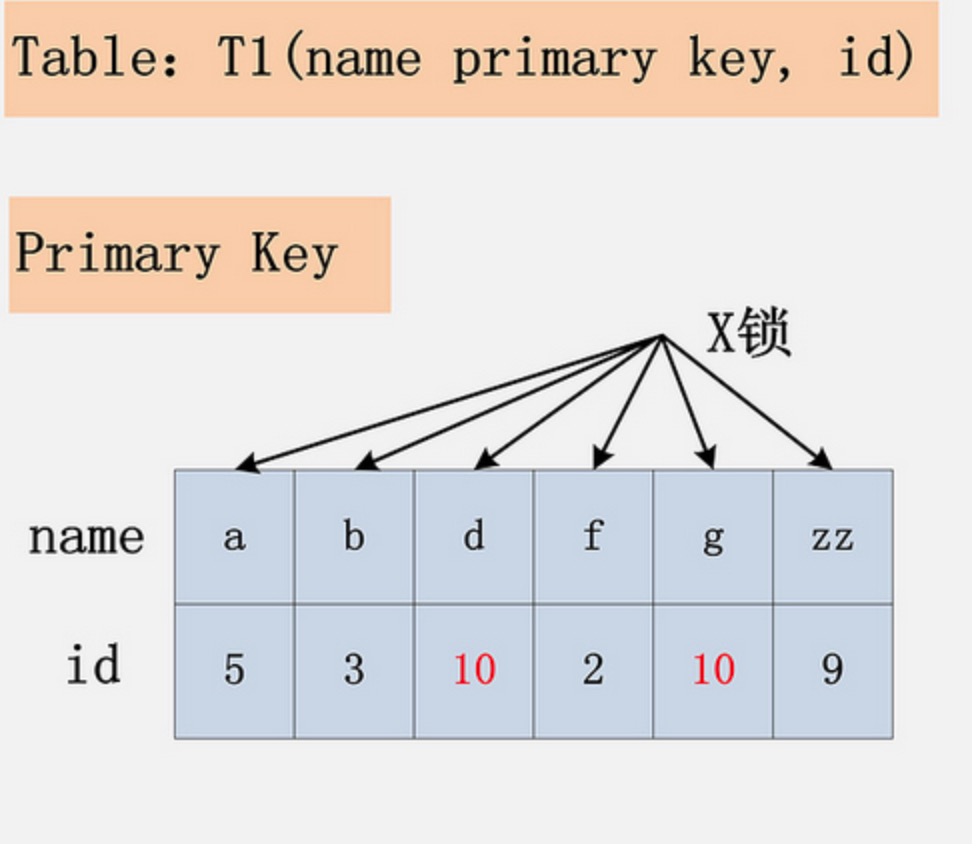 Table：T1(name primary key, id)
Primary Key
X锁
name a b d f g zz
id 5 3 10 2 10 9